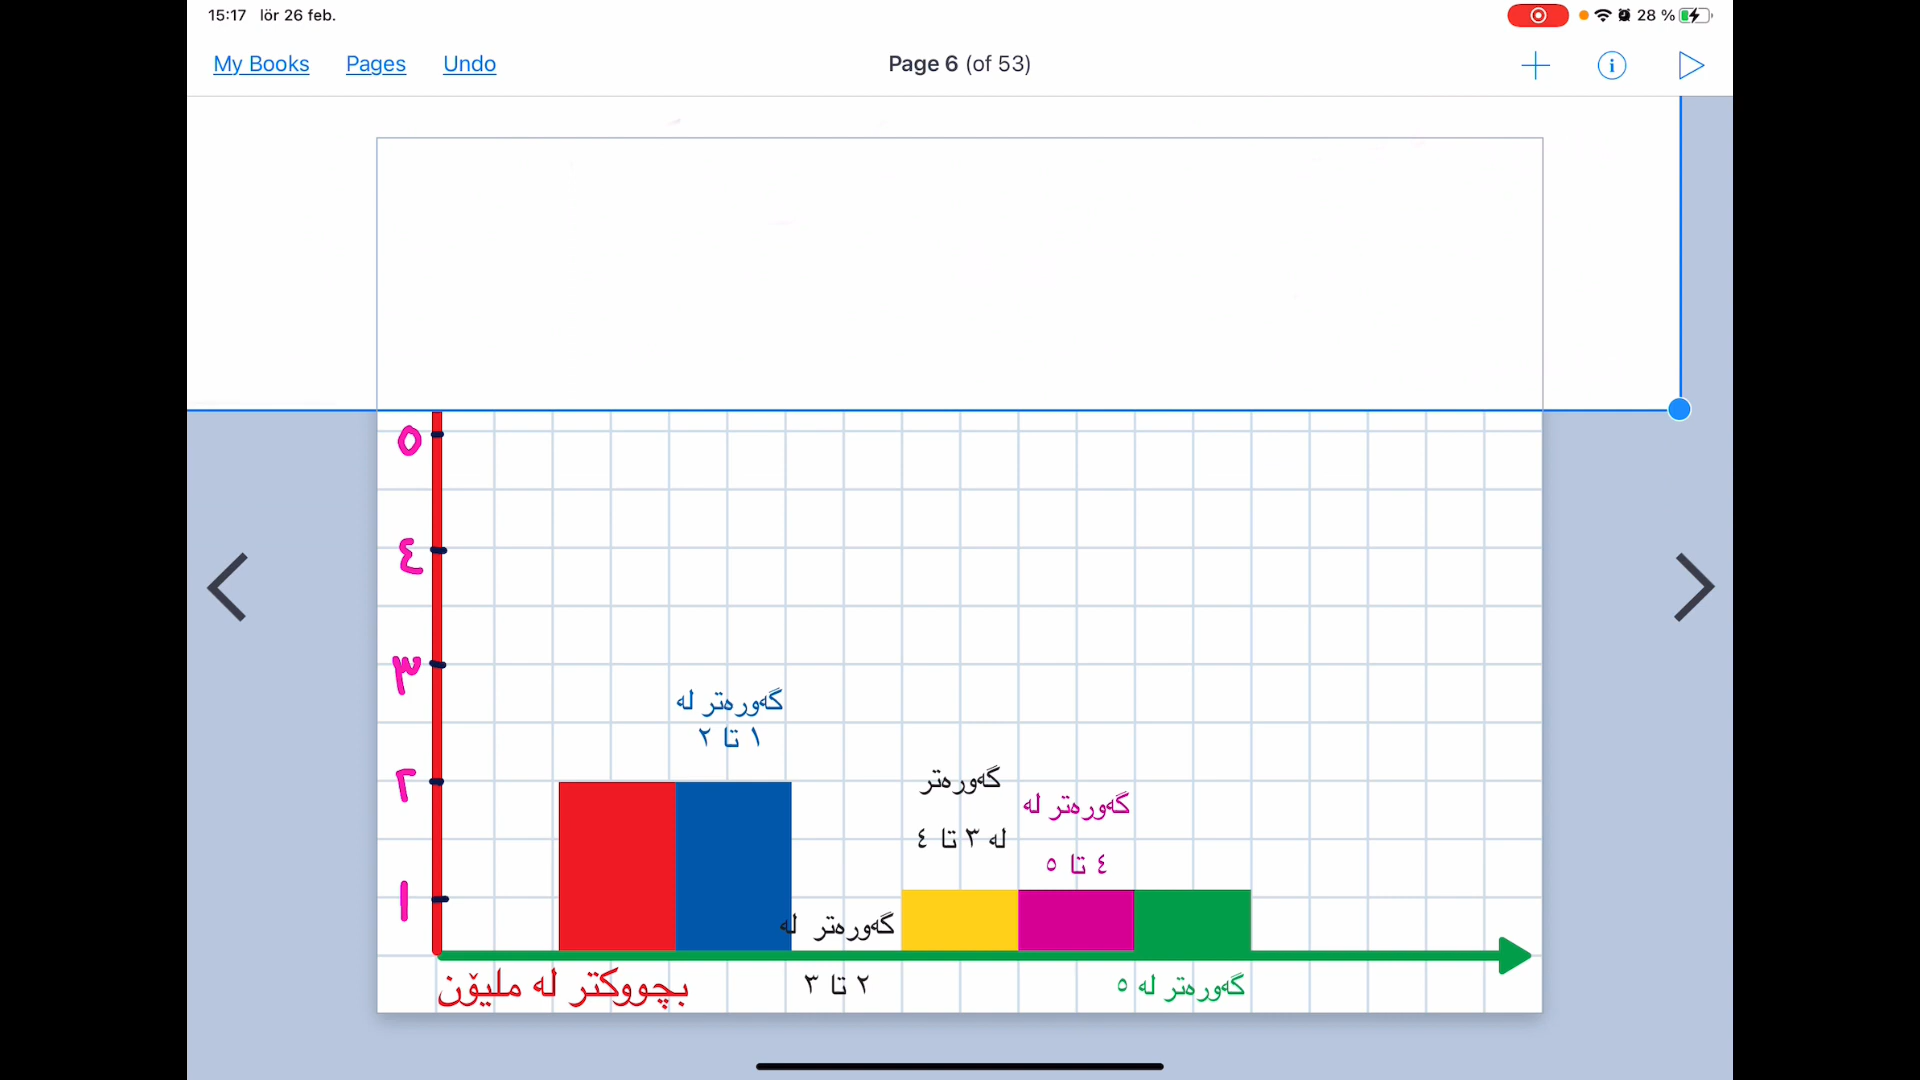 15:17 lör 26 feb.
28 %
My Books Pages Undo
Page 6 (of 53)
٥
٤
٣
٢
١
گەورەتر لە
١ تا ٢
گەورەتر
لە ٣ تا ٤
گەورەتر لە
٤ تا ٥
گەورەتر لە
٢ تا ٣
بچووکتر لە ملیۆن
گەورەتر لە ٥